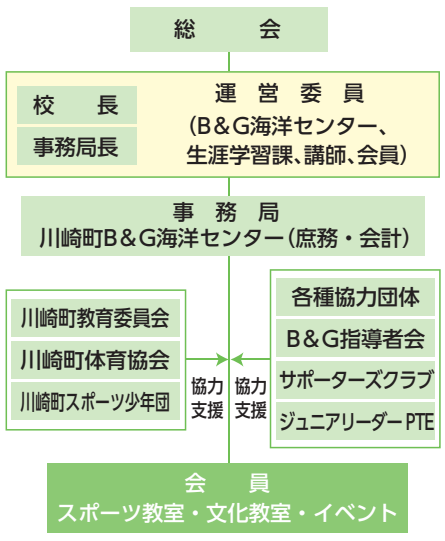 総　会
校　長
事務局長
運営委員
(B&G海洋センター、
生涯学習課、講師、会員)
事務局
川崎町B&G海洋センター(庶務・会計)
川崎町教育委員会
川崎町体育協会
川崎町スポーツ少年団
協力
支援
協力
支援
各種協力団体
B&G指導者会
サポーターズクラブ
ジュニアリーダーPTE
会　員
スポーツ教室・文化教室・イベント